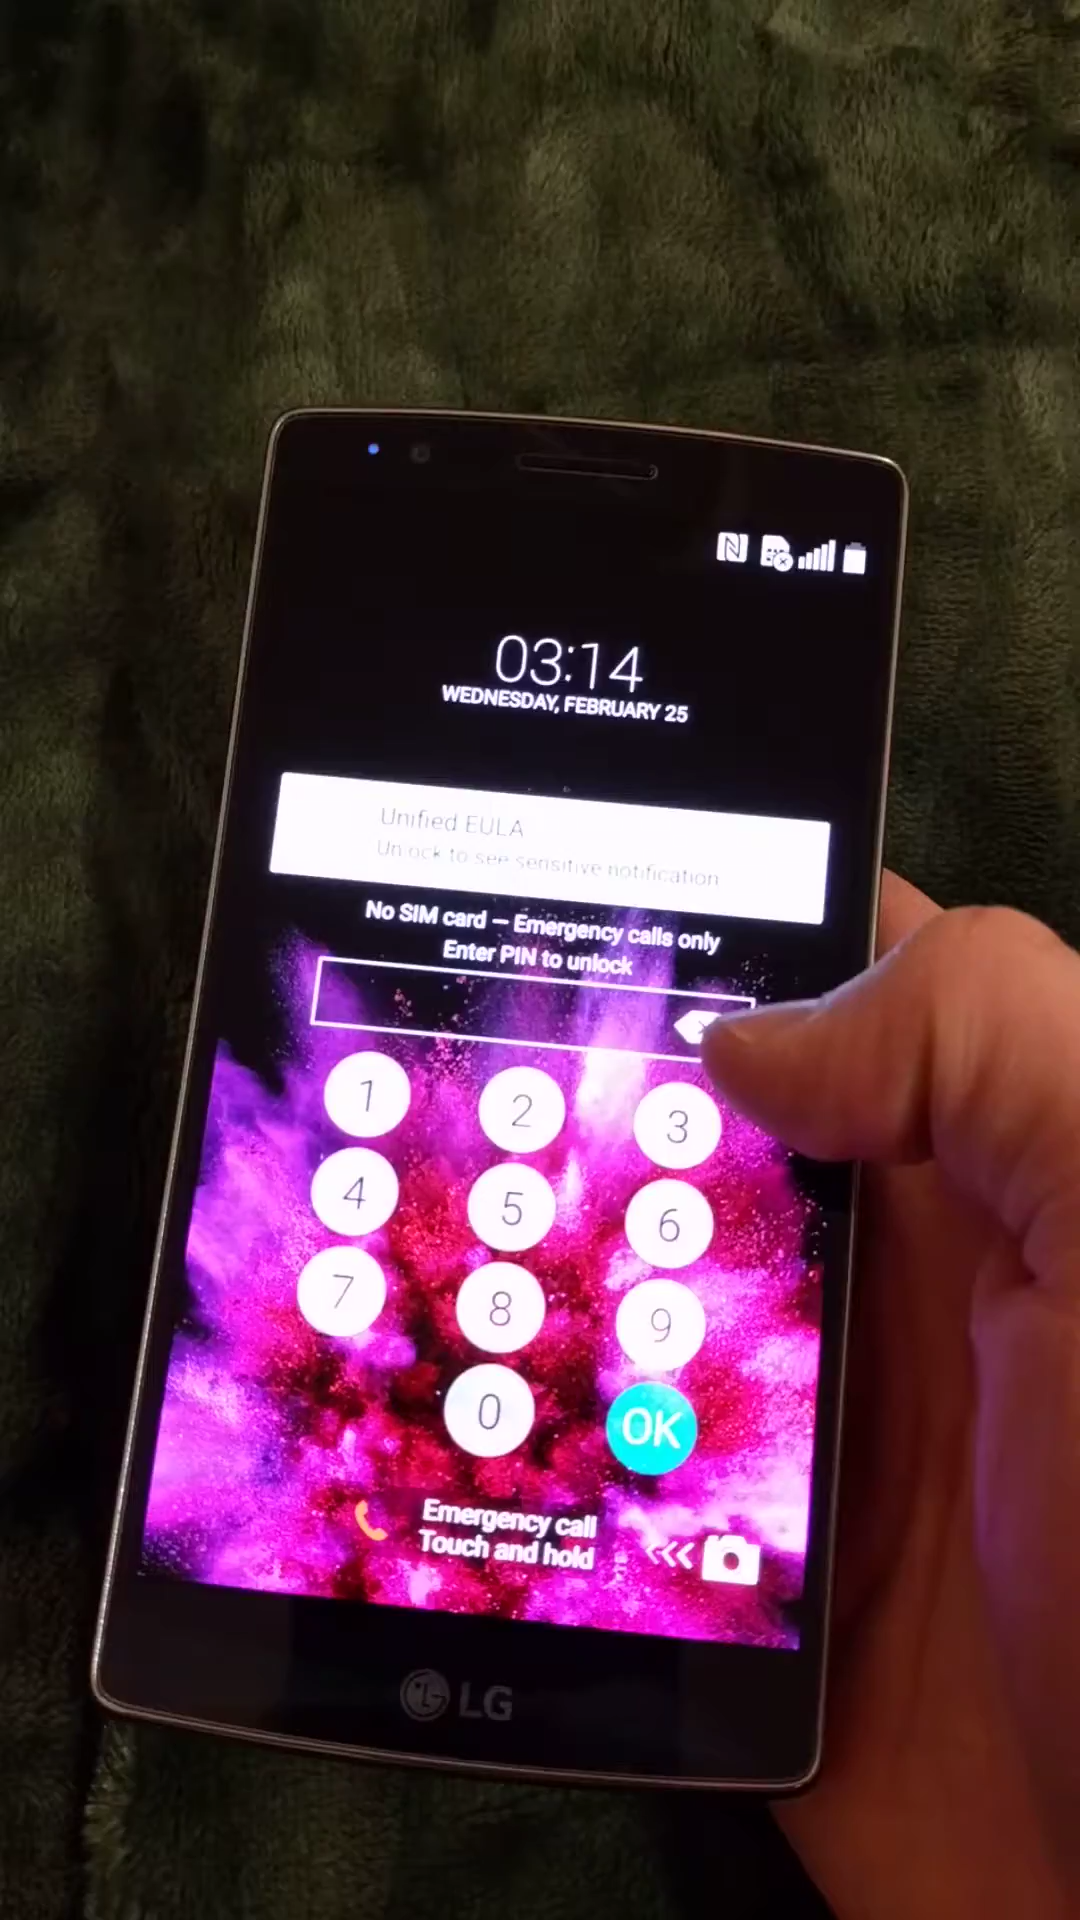 03:14
WEDNESDAY, FEBRUARY 25
Unified EULA
Unlock to see sensitive notification
No SIM card – Emergency calls only
Enter PIN to unlock
1 2 3
4 5 6
7 8 9
0 OK
Emergency call
Touch and hold
LG